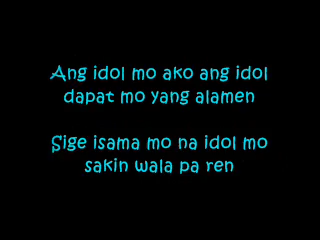 Ang idol mo ako ang idol
dapat mo yang alamen
Sige isama mo na idol mo
sakin wala pa ren